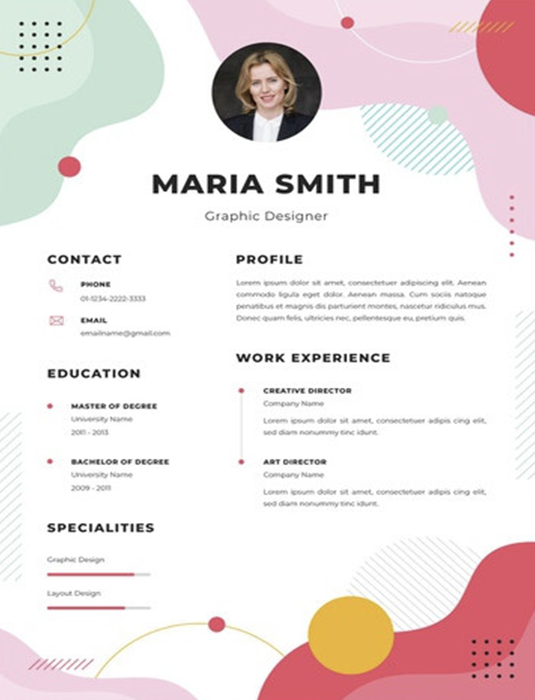 MARIA SMITH
Graphic Designer
CONTACT
PHONE
01-1234-2222-3333
EMAIL
emailname@gmail.com
EDUCATION
MASTER OF DEGREE
University Name
2011 - 2013
BACHELOR OF DEGREE
University Name
2009 - 2011
SPECIALITIES
Graphic Design
Layout Design
PROFILE
Lorem ipsum dolor sit amet, consectetuer adipiscing elit. Aenean
commodo ligula eget dolor. Aenean massa. Cum sociis natoque
penatibus et magnis dis parturient montes, nascetur ridiculus mus.
Donec quam felis, ultricies nec, pellentesque eu, pretium quis.
WORK EXPERIENCE
CREATIVE DIRECTOR
Company Name
Lorem ipsum dolor sit amet, consectetuer adipis cing elit,
sed diam nonummy tinc idunt.
ART DIRECTOR
Company Name
Lorem ipsum dolor sit amet, consectetuer adipis cing elit,
sed diam nonummy tinc idunt.